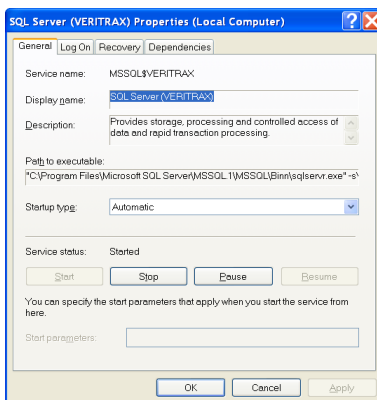 SQL Server (VERITRAX) Properties (Local Computer)
General Log On Recovery Dependencies
Service name: MSSQL$VERITRAX
Display name: SQL Server (VERITRAX)
Description: Provides storage, processing and controlled access of
data and rapid transaction processing.
Path to executable:
"C:\Program Files\Microsoft SQL Server\MSSQL.1\MSSQL\Binn\sqlservr.exe" -s
Startup type: Automatic
Service status: Started
Start Stop Pause Resume
You can specify the start parameters that apply when you start the service from
here.
Start parameters:
OK Cancel Apply